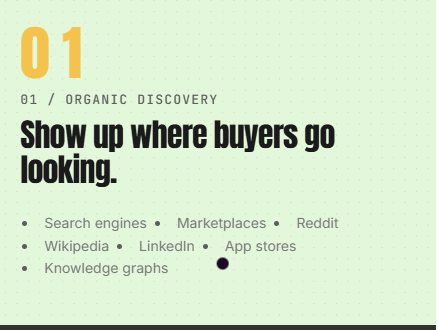 01
01 / ORGANIC DISCOVERY
Show up where buyers go
looking.
• Search engines • Marketplaces • Reddit
• Wikipedia • LinkedIn • App stores
• Knowledge graphs